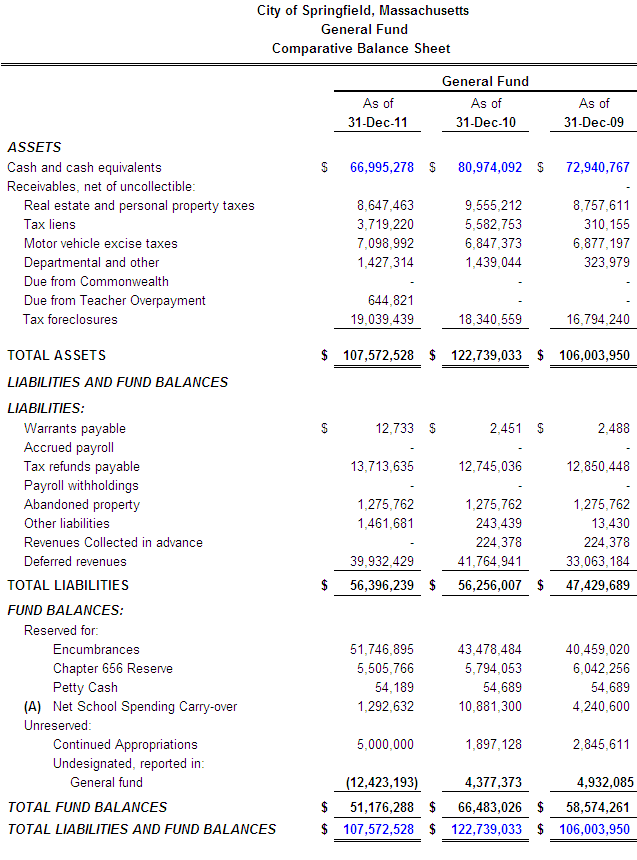 City of Springfield, Massachusetts
General Fund
Comparative Balance Sheet
General Fund
As of As of As of
31-Dec-11 31-Dec-10 31-Dec-09
ASSETS
Cash and cash equivalents $ 66,995,278 $ 80,974,092 $ 72,940,767
Receivables, net of uncollectible: -
Real estate and personal property taxes 8,647,463 9,555,212 8,757,611
Tax liens 3,719,220 5,582,753 310,155
Motor vehicle excise taxes 7,098,992 6,847,373 6,877,197
Departmental and other 1,427,314 1,439,044 323,979
Due from Commonwealth - - -
Due from Teacher Overpayment 644,821 - -
Tax foreclosures 19,039,439 18,340,559 16,794,240
TOTAL ASSETS $ 107,572,528 $ 122,739,033 $ 106,003,950
LIABILITIES AND FUND BALANCES
LIABILITIES:
Warrants payable $ 12,733 $ 2,451 $ 2,488
Accrued payroll - - -
Tax refunds payable 13,713,635 12,745,036 12,850,448
Payroll withholdings - - -
Abandoned property 1,275,762 1,275,762 1,275,762
Other liabilities 1,461,681 243,439 13,430
Revenues Collected in advance - 224,378 224,378
Deferred revenues 39,932,429 41,764,941 33,063,184
TOTAL LIABILITIES $ 56,396,239 $ 56,256,007 $ 47,429,689
FUND BALANCES:
Reserved for:
Encumbrances 51,746,895 43,478,484 40,459,020
Chapter 656 Reserve 5,505,766 5,794,053 6,042,256
Petty Cash 54,189 54,689 54,689
(A) Net School Spending Carry-over 1,292,632 10,881,300 4,240,600
Unreserved:
Continued Appropriations 5,000,000 1,897,128 2,845,611
Undesignated, reported in:
General fund (12,423,193) 4,377,373 4,932,085
TOTAL FUND BALANCES $ 51,176,288 $ 66,483,026 $ 58,574,261
TOTAL LIABILITIES AND FUND BALANCES $ 107,572,528 $ 122,739,033 $ 106,003,950